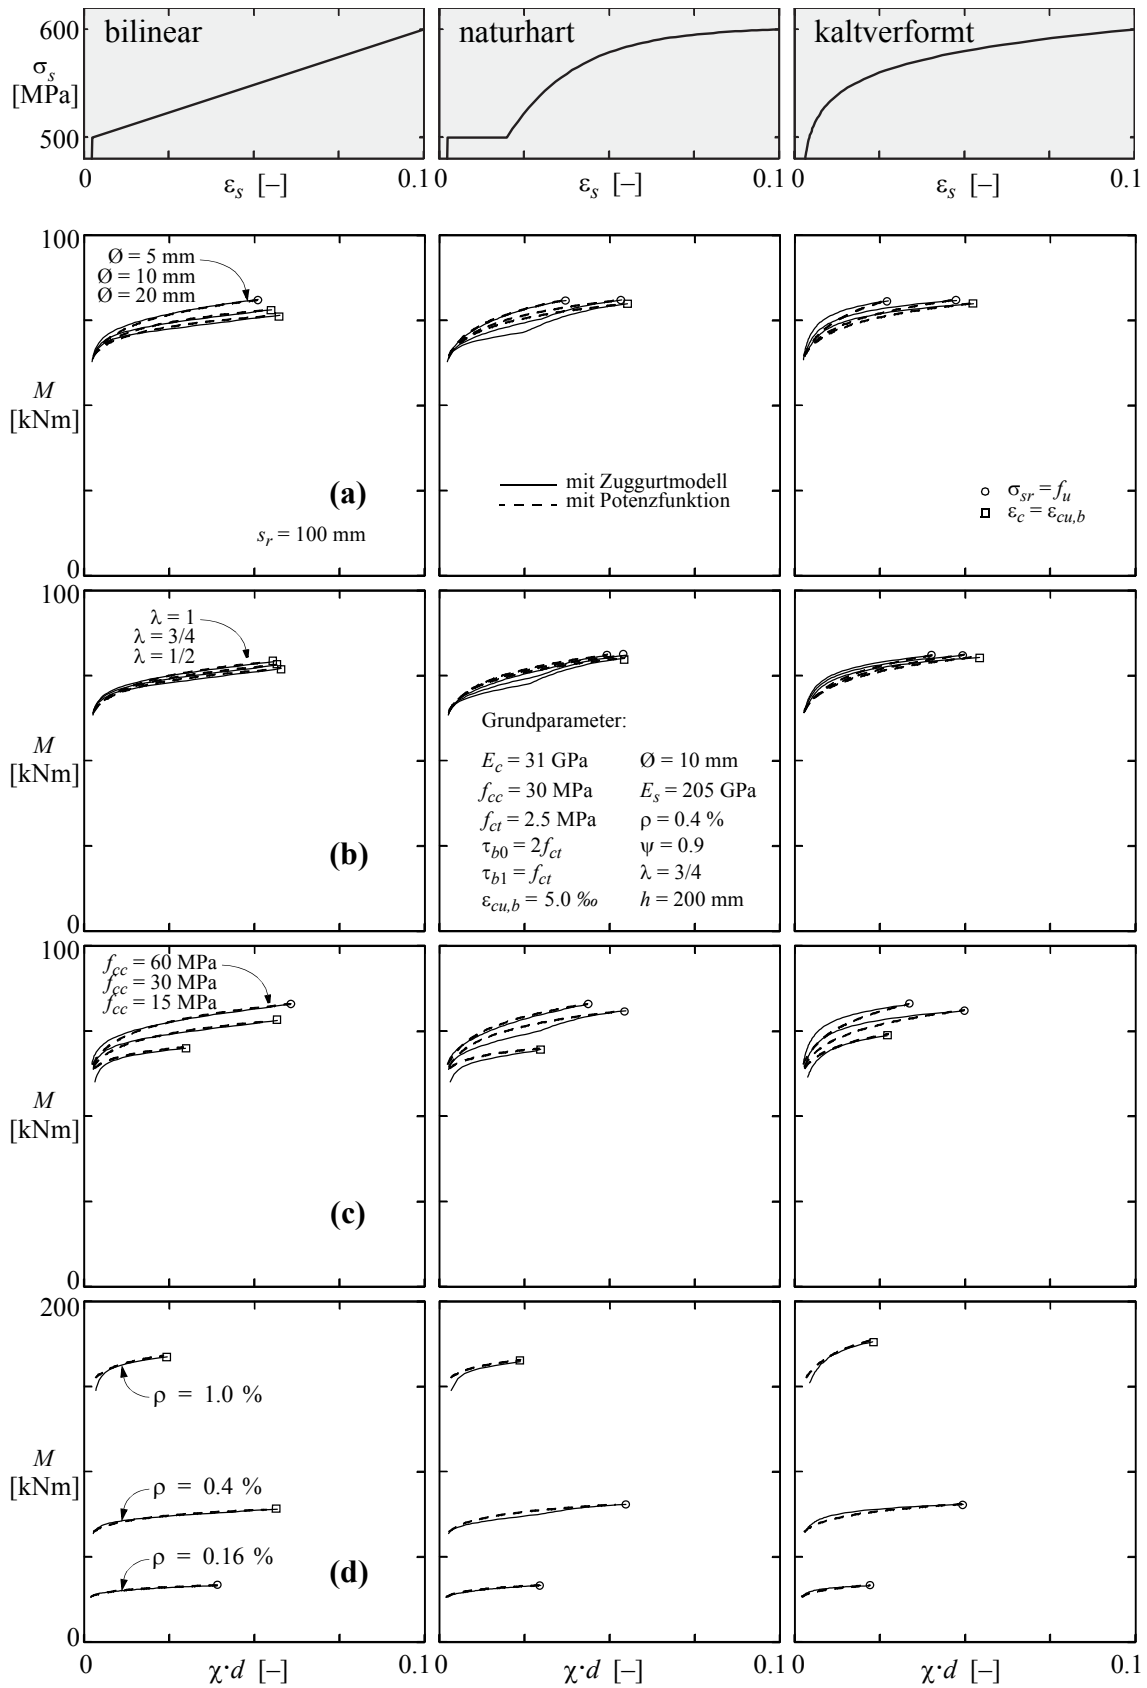 bilinear
naturhart
kaltverformt
600
σs
[MPa]
500
0
εs [–]
0.1
0
εs [–]
0.1
0
εs [–]
0.1
100
Ø = 5 mm
Ø = 10 mm
Ø = 20 mm
M
[kNm]
(a)
sr = 100 mm
0
mit Zuggurtmodell
mit Potenzfunktion
σsr = fu
εc = εcu,b
100
λ = 1
λ = 3/4
λ = 1/2
M
[kNm]
(b)
0
Grundparameter:
Ec = 31 GPa Ø = 10 mm
fcc = 30 MPa Es = 205 GPa
fct = 2.5 MPa ρ = 0.4 %
τb0 = 2fct ψ = 0.9
τb1 = fct λ = 3/4
εcu,b = 5.0 ‰ h = 200 mm
100
fcc = 60 MPa
fcc = 30 MPa
fcc = 15 MPa
M
[kNm]
(c)
0
200
ρ = 1.0 %
M
[kNm]
ρ = 0.4 %
ρ = 0.16 %
(d)
0
0
χ·d [–]
0.1
0
χ·d [–]
0.1
0
χ·d [–]
0.1